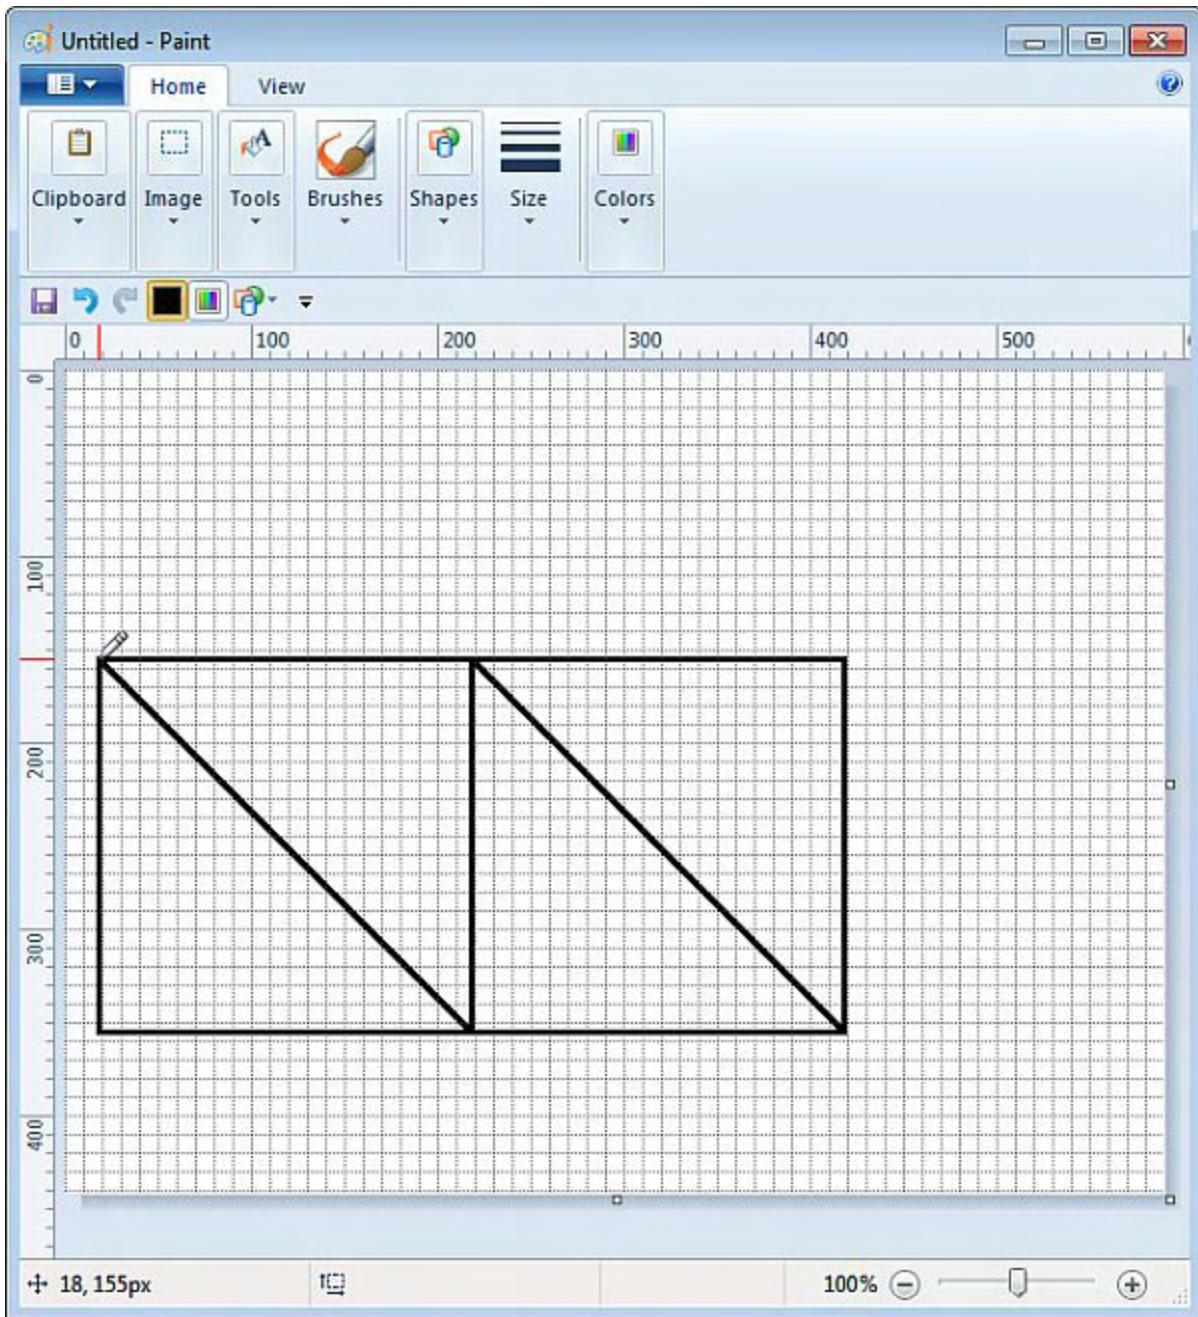 Untitled - Paint
Home View
Clipboard Image Tools Brushes Shapes Size Colors
0 100 200 300 400 500
0
100
200
300
400
18, 155px 100%